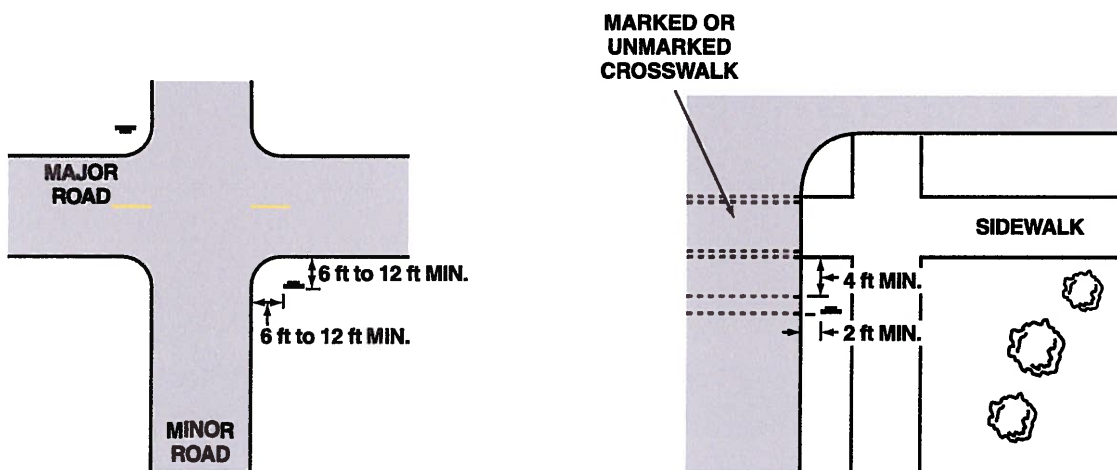 MAJOR
ROAD
6 ft to 12 ft MIN.
6 ft to 12 ft MIN.
MINOR
ROAD
MARKED OR
UNMARKED
CROSSWALK
SIDEWALK
4 ft MIN.
2 ft MIN.